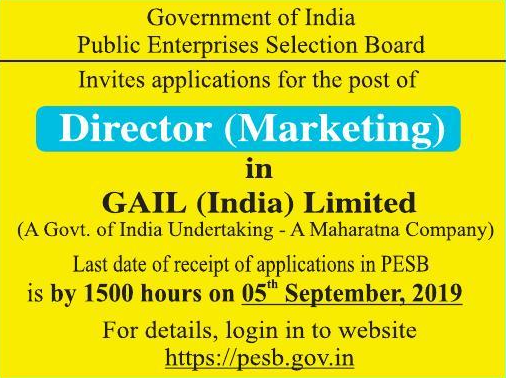 Government of India
Public Enterprises Selection Board
Invites applications for the post of
Director (Marketing)
in
GAIL (India) Limited
(A Govt. of India Undertaking - A Maharatna Company)
Last date of receipt of applications in PESB
is by 1500 hours on 05th September, 2019
For details, login in to website
https://pesb.gov.in